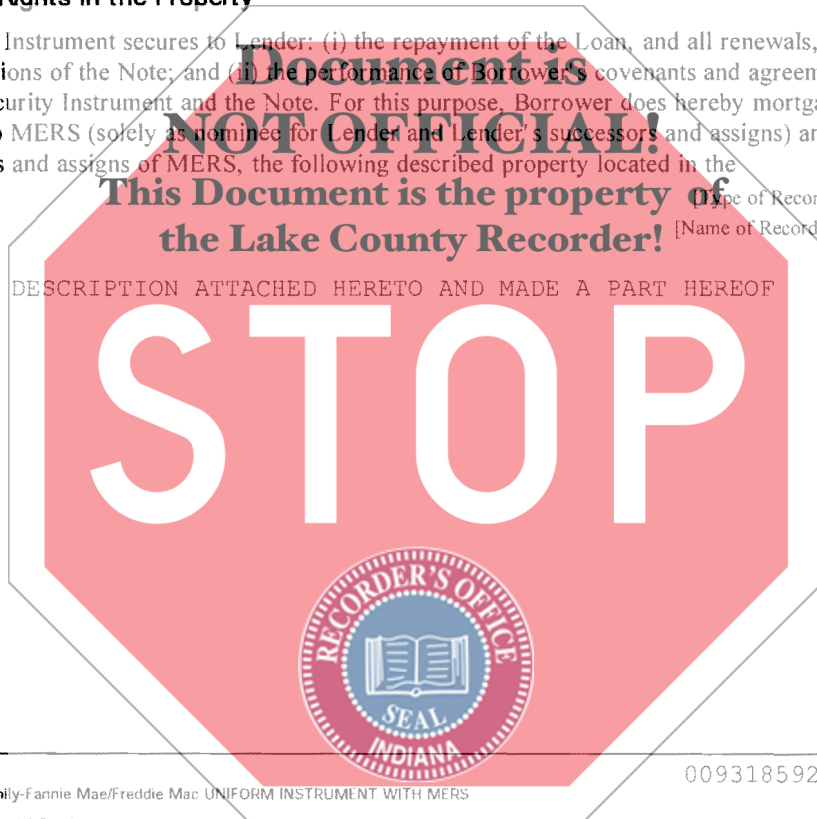 Rights in the Property
Instrument secures to Lender: (i) the repayment of the Loan, and all renewals,
ions of the Note; and (ii) the performance of Borrower's covenants and agreem
curity Instrument and the Note. For this purpose, Borrower does hereby mortga
MERS (solely as nominee for Lender and Lender's successors and assigns) an
s and assigns of MERS, the following described property located in the
[Type of Recor
[Name of Record
Document is
NOT OFFICIAL!
This Document is the property of
the Lake County Recorder!
DESCRIPTION ATTACHED HERETO AND MADE A PART HEREOF
STOP
RECORDER'S OFFICE
SEAL
INDIANA
009318592
nily-Fannie Mae/Freddie Mac UNIFORM INSTRUMENT WITH MERS